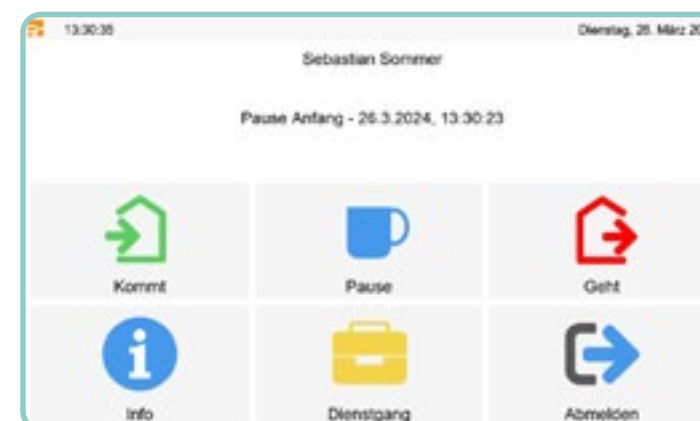 13:30:35 Dienstag, 26. März 20
Sebastian Sommer
Pause Anfang - 26.3.2024, 13:30:23
Kommt Pause Geht
Info Dienstgang Abmelden